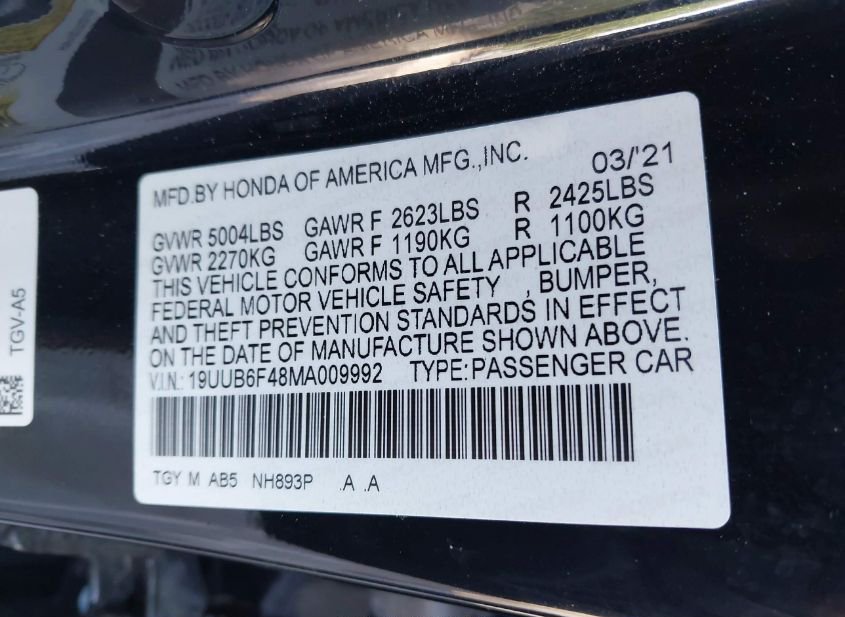 MFD.BY HONDA OF AMERICA MFG.,INC. 03/'21
GVWR 5004LBS GAWR F 2623LBS R 2425LBS
GVWR 2270KG GAWR F 1190KG R 1100KG
THIS VEHICLE CONFORMS TO ALL APPLICABLE
FEDERAL MOTOR VEHICLE SAFETY , BUMPER,
AND THEFT PREVENTION STANDARDS IN EFFECT
ON THE DATE OF MANUFACTURE SHOWN ABOVE.
V.I.N.: 19UUB6F48MA009992 TYPE:PASSENGER CAR
TGY M AB5 NH893P .A .A
TGV-A5